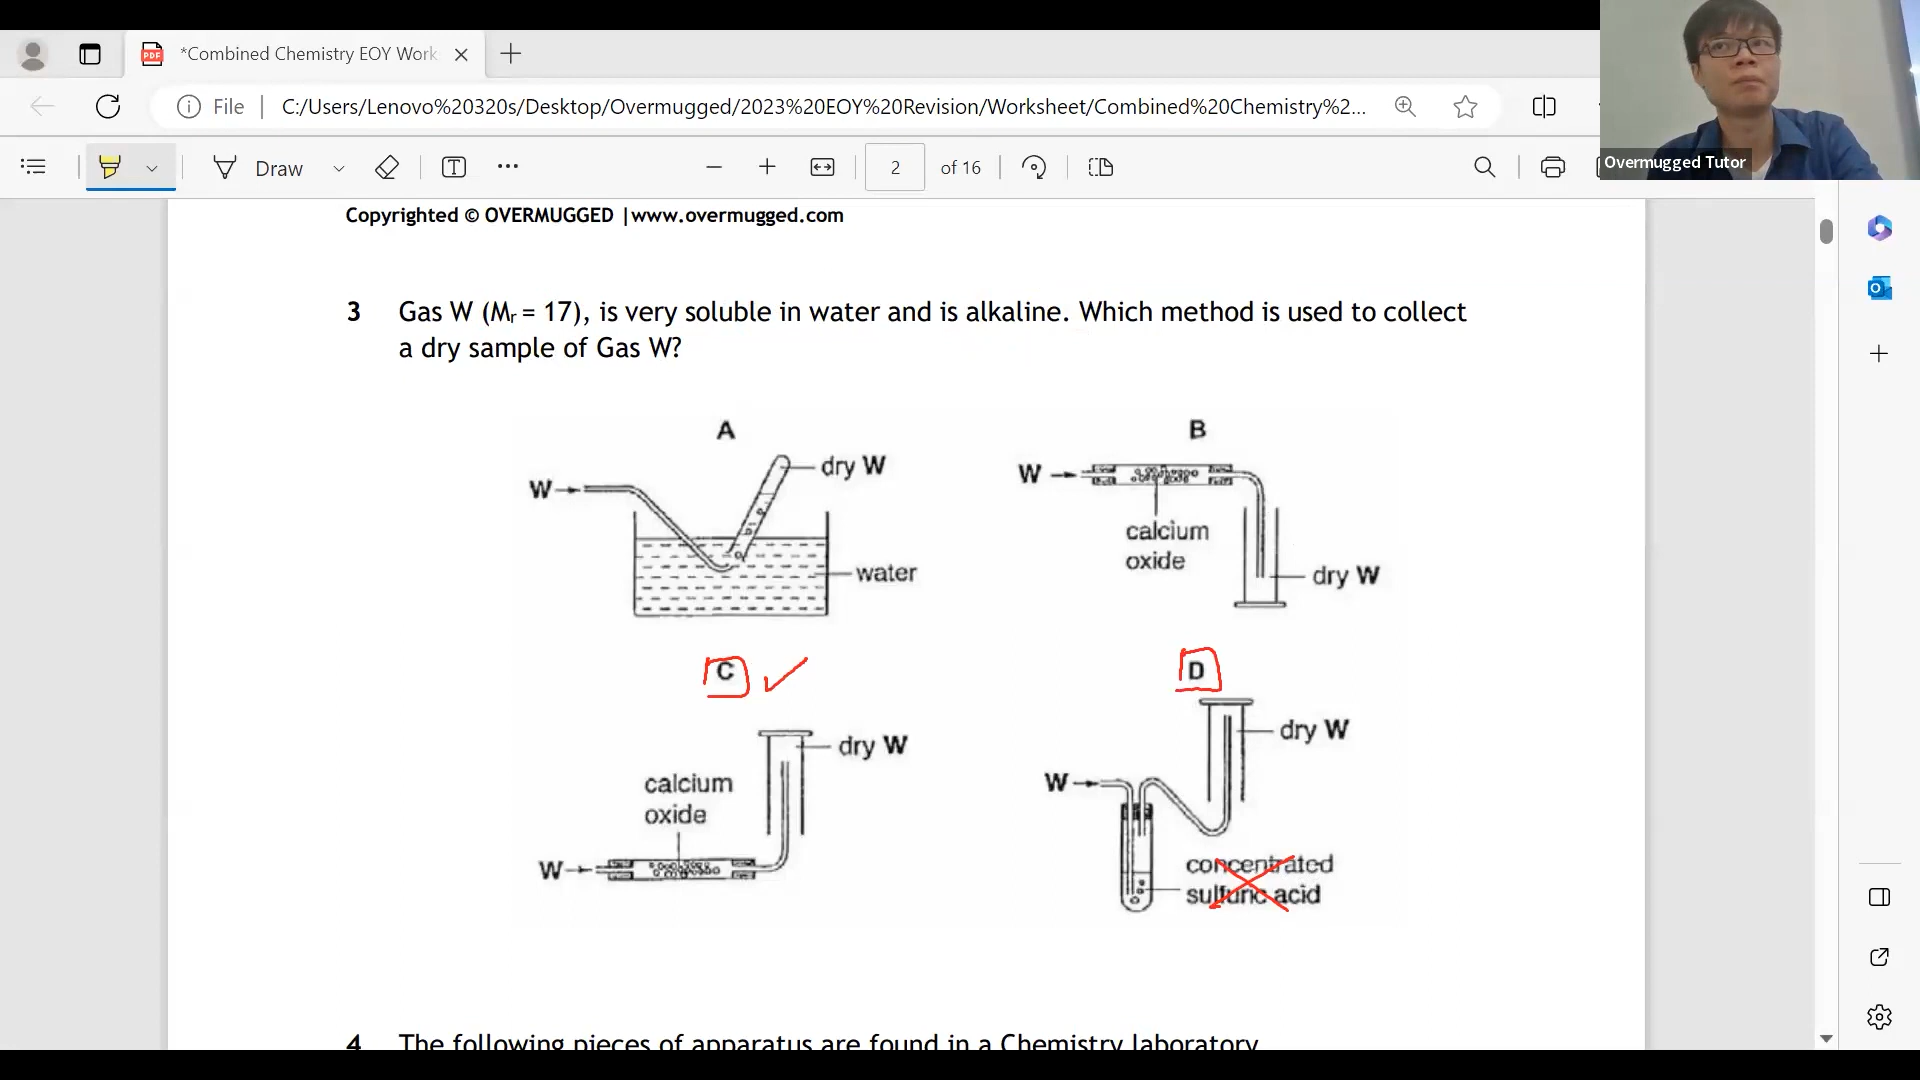 *Combined Chemistry EOY Work
File
C:/Users/Lenovo%20320s/Desktop/Overmugged/2023%20EOY%20Revision/Worksheet/Combined%20Chemistry%2...
Draw
2 of 16
Overmugged Tutor
Copyrighted © OVERMUGGED |www.overmugged.com
3 Gas W (Mr = 17), is very soluble in water and is alkaline. Which method is used to collect
a dry sample of Gas W?
A
W
dry W
water
B
W
calcium
oxide
dry W
C
dry W
calcium
oxide
W
D
dry W
W
concentrated
sulfuric acid
4 The following pieces of apparatus are found in a Chemistry laboratory